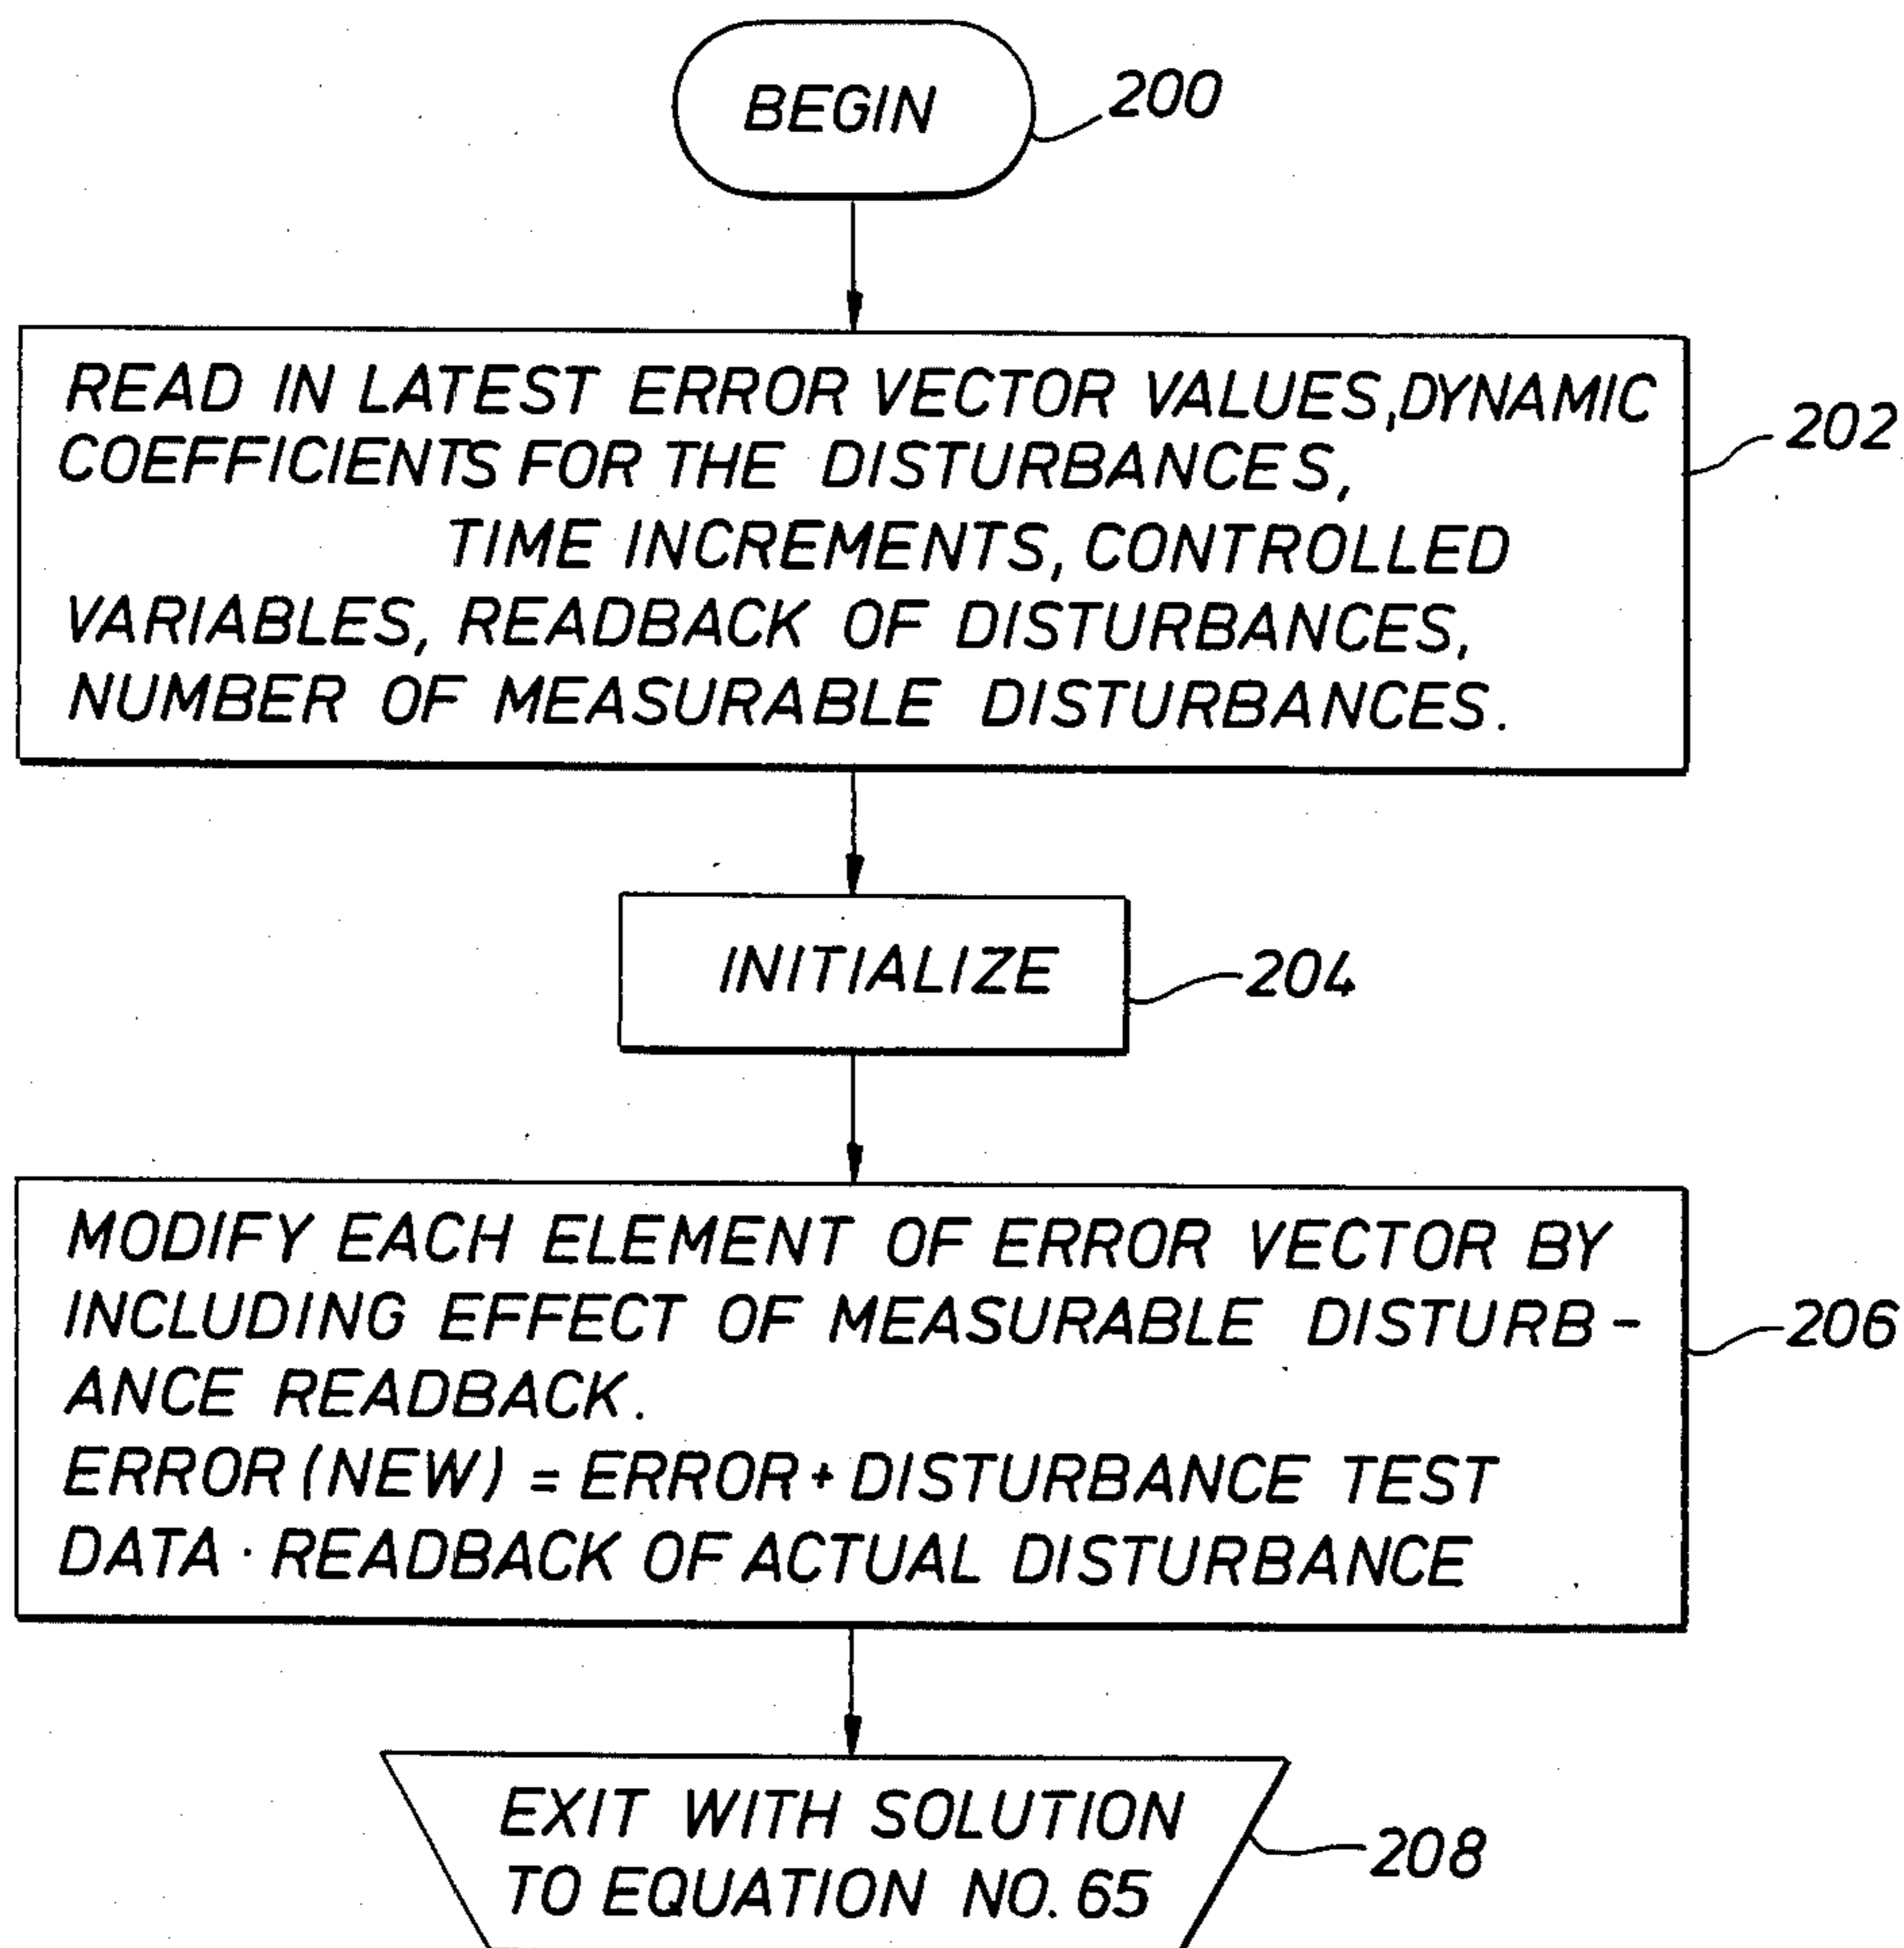 BEGIN
200
READ IN LATEST ERROR VECTOR VALUES, DYNAMIC
COEFFICIENTS FOR THE DISTURBANCES,
TIME INCREMENTS, CONTROLLED
VARIABLES, READBACK OF DISTURBANCES,
NUMBER OF MEASURABLE DISTURBANCES.
202
INITIALIZE
204
MODIFY EACH ELEMENT OF ERROR VECTOR BY
INCLUDING EFFECT OF MEASURABLE DISTURB-
ANCE READBACK.
ERROR (NEW) = ERROR + DISTURBANCE TEST
DATA · READBACK OF ACTUAL DISTURBANCE
206
EXIT WITH SOLUTION
TO EQUATION NO. 65
208